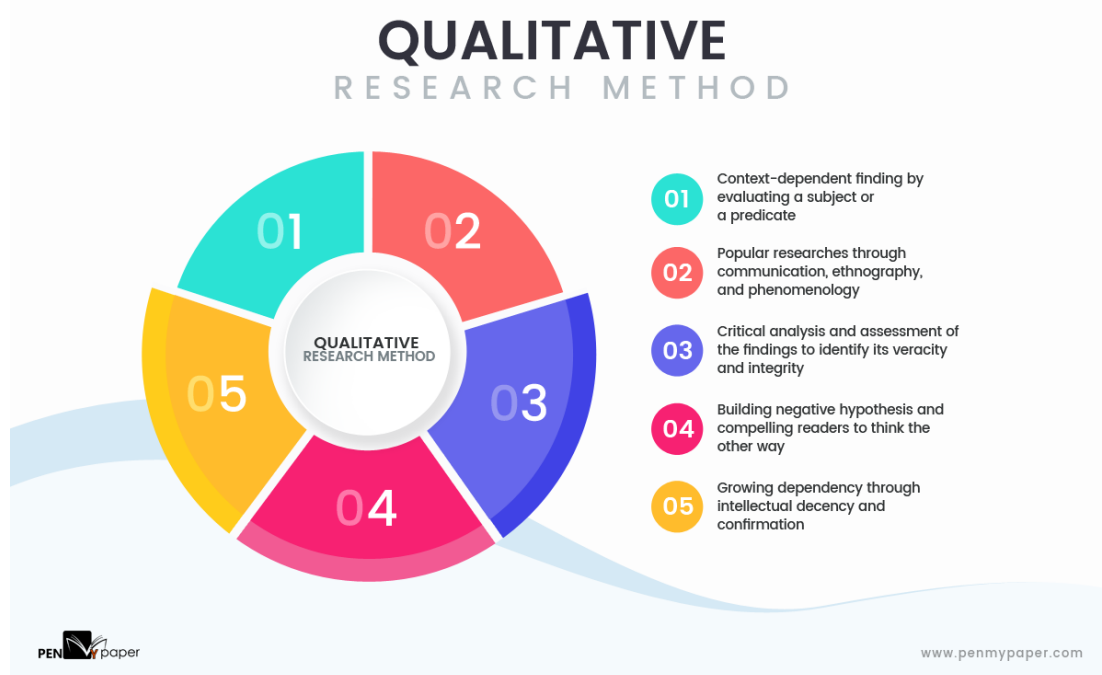 QUALITATIVE
RESEARCH METHOD
01
02
03
04
05
QUALITATIVE
RESEARCH METHOD
01
Context-dependent finding by
evaluating a subject or
a predicate
02
Popular researches through
communication, ethnography,
and phenomenology
03
Critical analysis and assessment of
the findings to identify its veracity
and integrity
04
Building negative hypothesis and
compelling readers to think the
other way
05
Growing dependency through
intellectual decency and
confirmation
PEN My paper
www.penmypaper.com